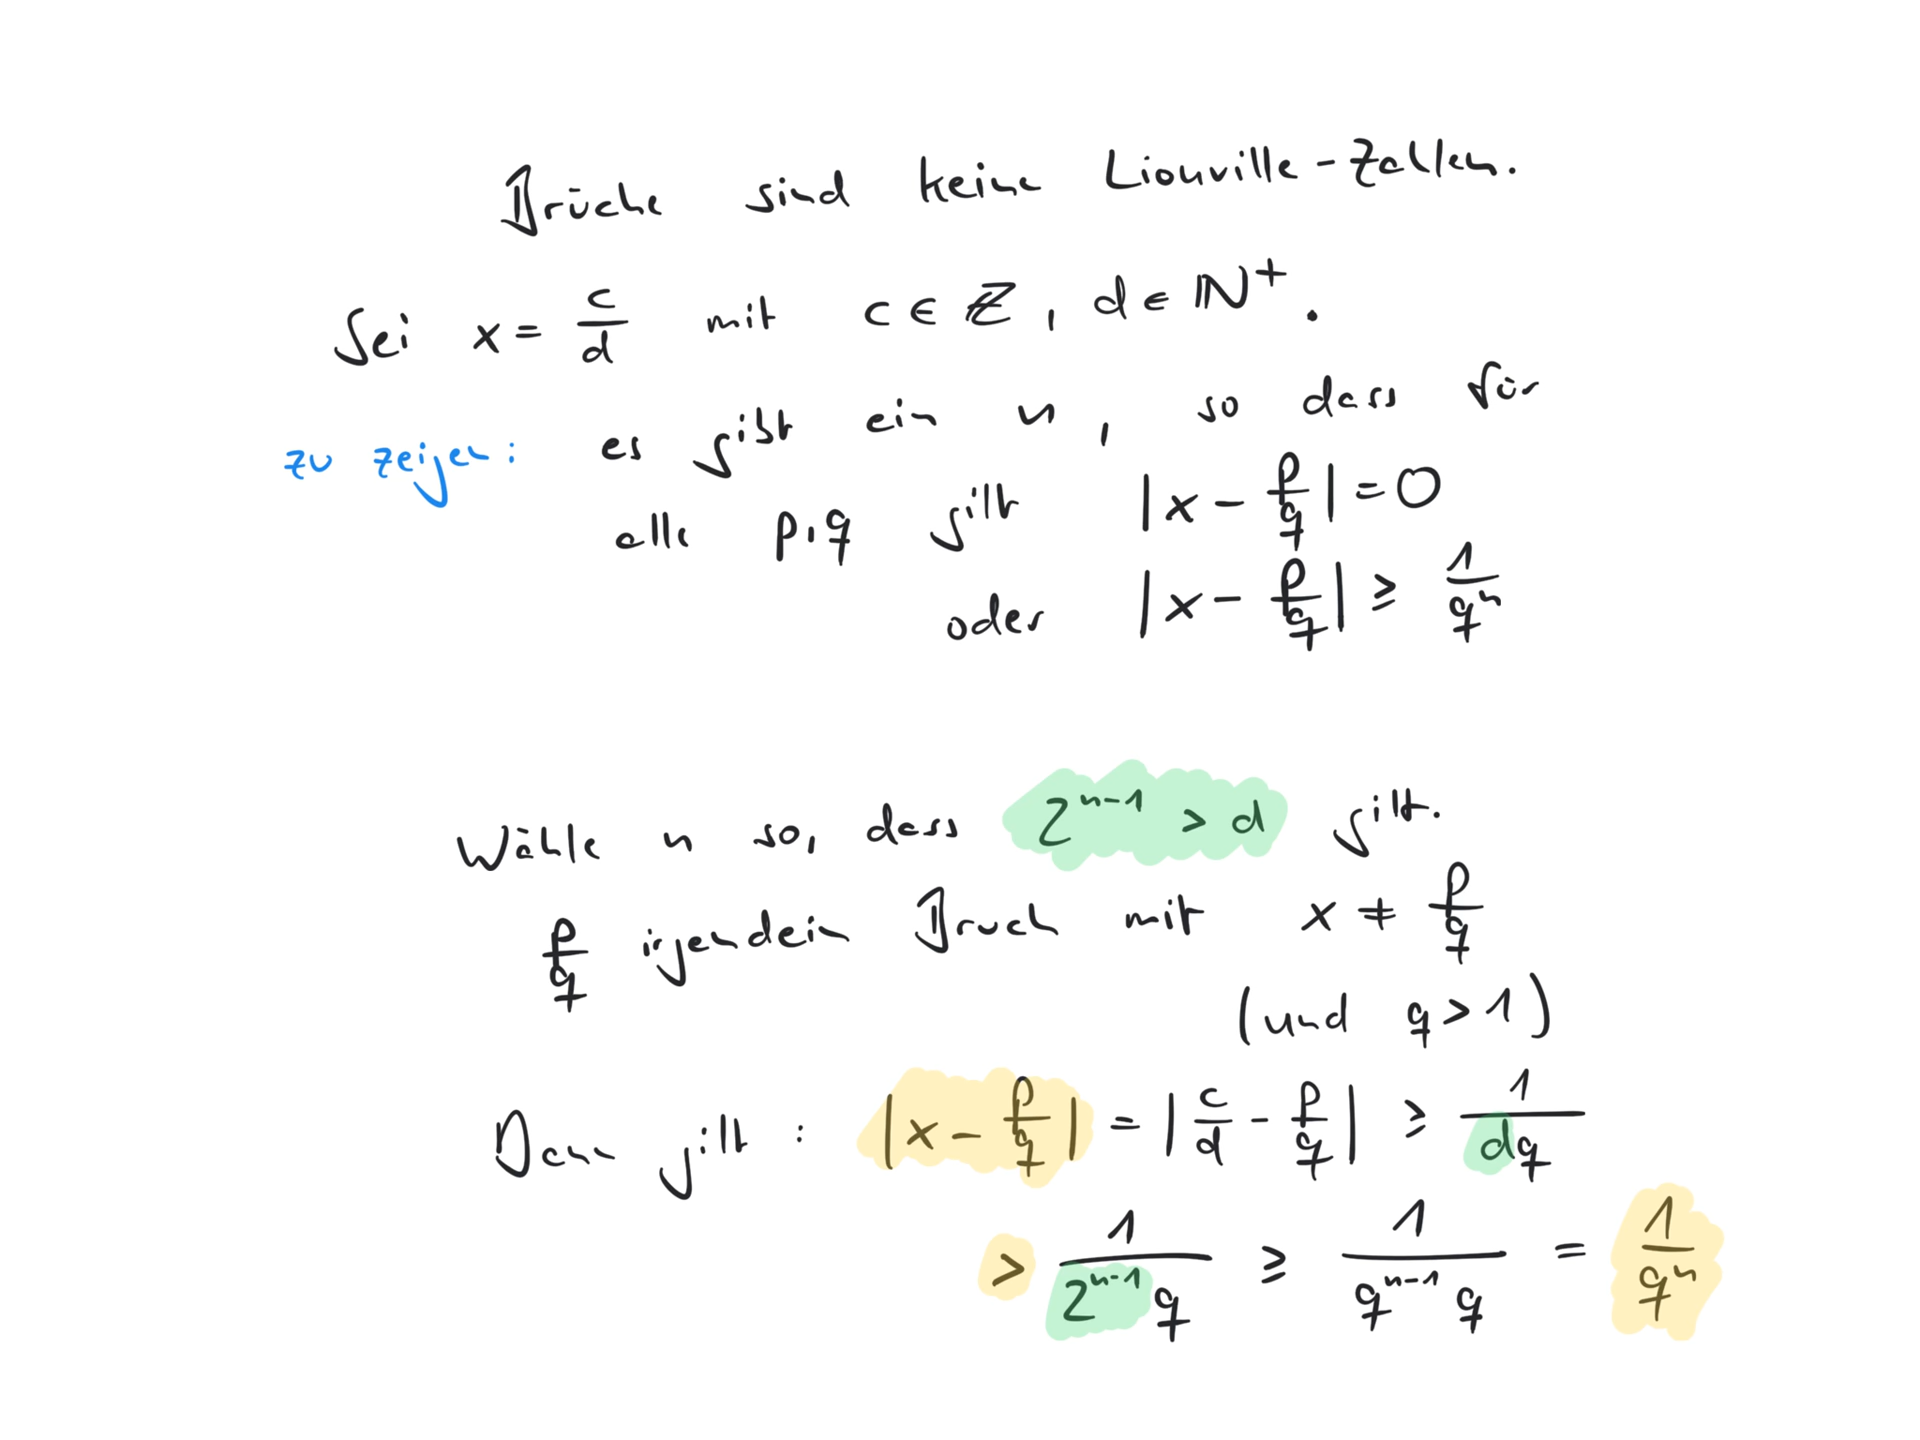 Brüche sind keine Liouville-Zahlen.
Sei x = c/d mit c ∈ ℤ, d ∈ ℕ⁺.
zu zeigen: es gibt ein n, so dass für
alle p,q gilt |x - p/q| = 0
oder |x - p/q| ≥ 1/qⁿ
Wähle n so, dass 2ⁿ⁻¹ > d gilt.
p/q irgendein Bruch mit x ≠ p/q
(und q > 1)
Dann gilt: |x - p/q| = |c/d - p/q| ≥ 1/dq
> 1/2ⁿ⁻¹q ≥ 1/qⁿ⁻¹q = 1/qⁿ